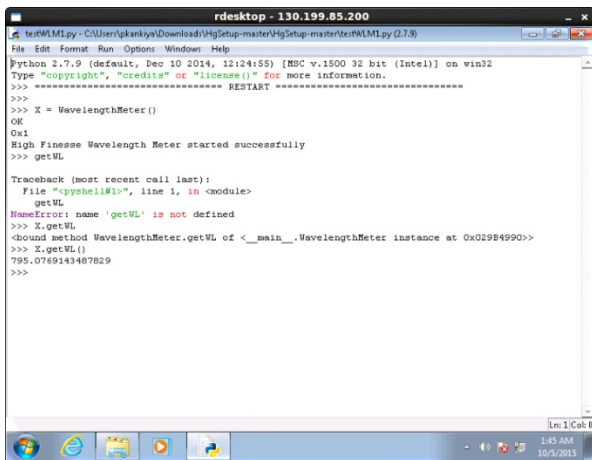 rdesktop - 130.199.85.200
testWLM1.py - C:\Users\pkankiya\Downloads\HgSetup-master\HgSetup-master\testWLM1.py (2.7.9)
File Edit Format Run Options Windows Help
Python 2.7.9 (default, Dec 10 2014, 12:24:55) [MSC v.1500 32 bit (Intel)] on win32
Type "copyright", "credits" or "license()" for more information.
>>> ================================ RESTART ================================
>>>
>>> X = WavelengthMeter()
OK
0x1
High Finesse Wavelength Meter started successfully
>>> getWL
Traceback (most recent call last):
File "<pyshell#1>", line 1, in <module>
getWL
NameError: name 'getWL' is not defined
>>> X.getWL
<bound method WavelengthMeter.getWL of <__main__.WavelengthMeter instance at 0x029B4990>>
>>> X.getWL()
795.0769143487829
>>>
Ln: 1 Col: 0
1:45 AM
10/5/2015